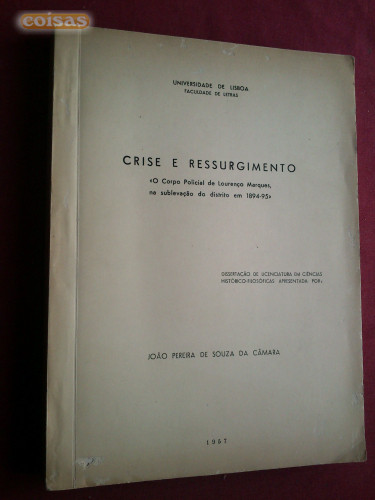 coisas
UNIVERSIDADE DE LISBOA
FACULDADE DE LETRAS
CRISE E RESSURGIMENTO
«O Corpo Policial de Lourenço Marques,
na sublevação do distrito em 1894-95»
DISSERTAÇÃO DE LICENCIATURA EM CIÊNCIAS
HISTÓRICO-FILOSÓFICAS APRESENTADA POR:
JOÃO PEREIRA DE SOUZA DA CÂMARA
1957